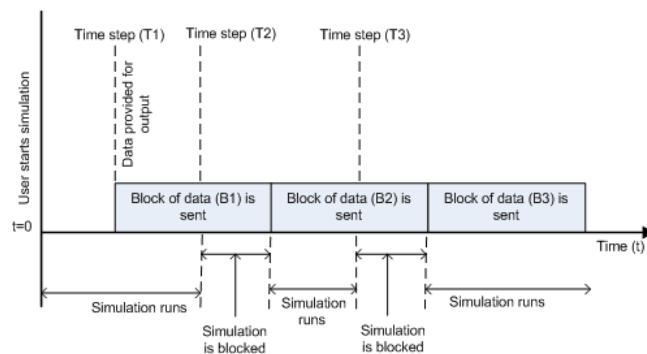 Time step (T1)
Time step (T2)
Time step (T3)
User starts simulation
Data provided for
output
t=0
Block of data (B1) is
sent
Block of data (B2) is
sent
Block of data (B3) is
sent
Time (t)
Simulation runs
Simulation
is blocked
Simulation
runs
Simulation
is blocked
Simulation runs